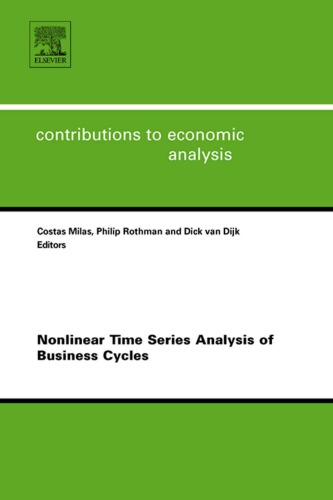 ELSEVIER
contributions to economic
analysis
Costas Milas, Philip Rothman and Dick van Dijk
Editors
Nonlinear Time Series Analysis of
Business Cycles